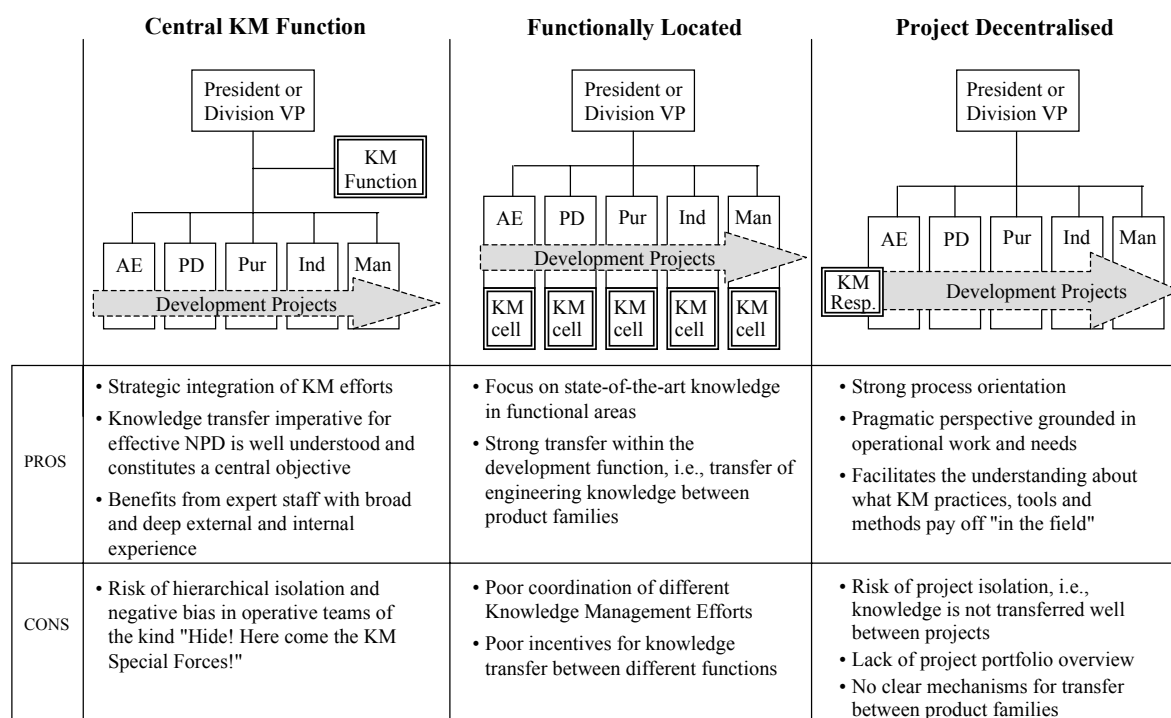 Central KM Function
President or
Division VP
KM
Function
AE
PD
Pur
Ind
Man
Development Projects
Functionally Located
President or
Division VP
AE
PD
Pur
Ind
Man
Development Projects
KM
cell
KM
cell
KM
cell
KM
cell
KM
cell
Project Decentralised
President or
Division VP
AE
PD
Pur
Ind
Man
KM
Resp.
Development Projects
PROS
• Strategic integration of KM efforts
• Knowledge transfer imperative for
effective NPD is well understood and
constitutes a central objective
• Benefits from expert staff with broad
and deep external and internal
experience
• Focus on state-of-the-art knowledge
in functional areas
• Strong transfer within the
development function, i.e., transfer of
engineering knowledge between
product families
• Strong process orientation
• Pragmatic perspective grounded in
operational work and needs
• Facilitates the understanding about
what KM practices, tools and
methods pay off "in the field"
CONS
• Risk of hierarchical isolation and
negative bias in operative teams of
the kind "Hide! Here come the KM
Special Forces!"
• Poor coordination of different
Knowledge Management Efforts
• Poor incentives for knowledge
transfer between different functions
• Risk of project isolation, i.e.,
knowledge is not transferred well
between projects
• Lack of project portfolio overview
• No clear mechanisms for transfer
between product families